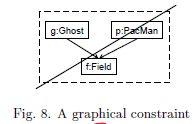 g:Ghost p:PacMan
f:Field
Fig. 8. A graphical constraint